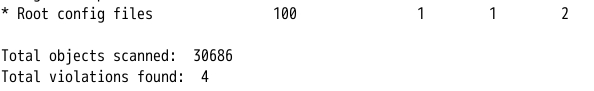 * Root config files 100 1 1 2
Total objects scanned: 30686
Total violations found: 4